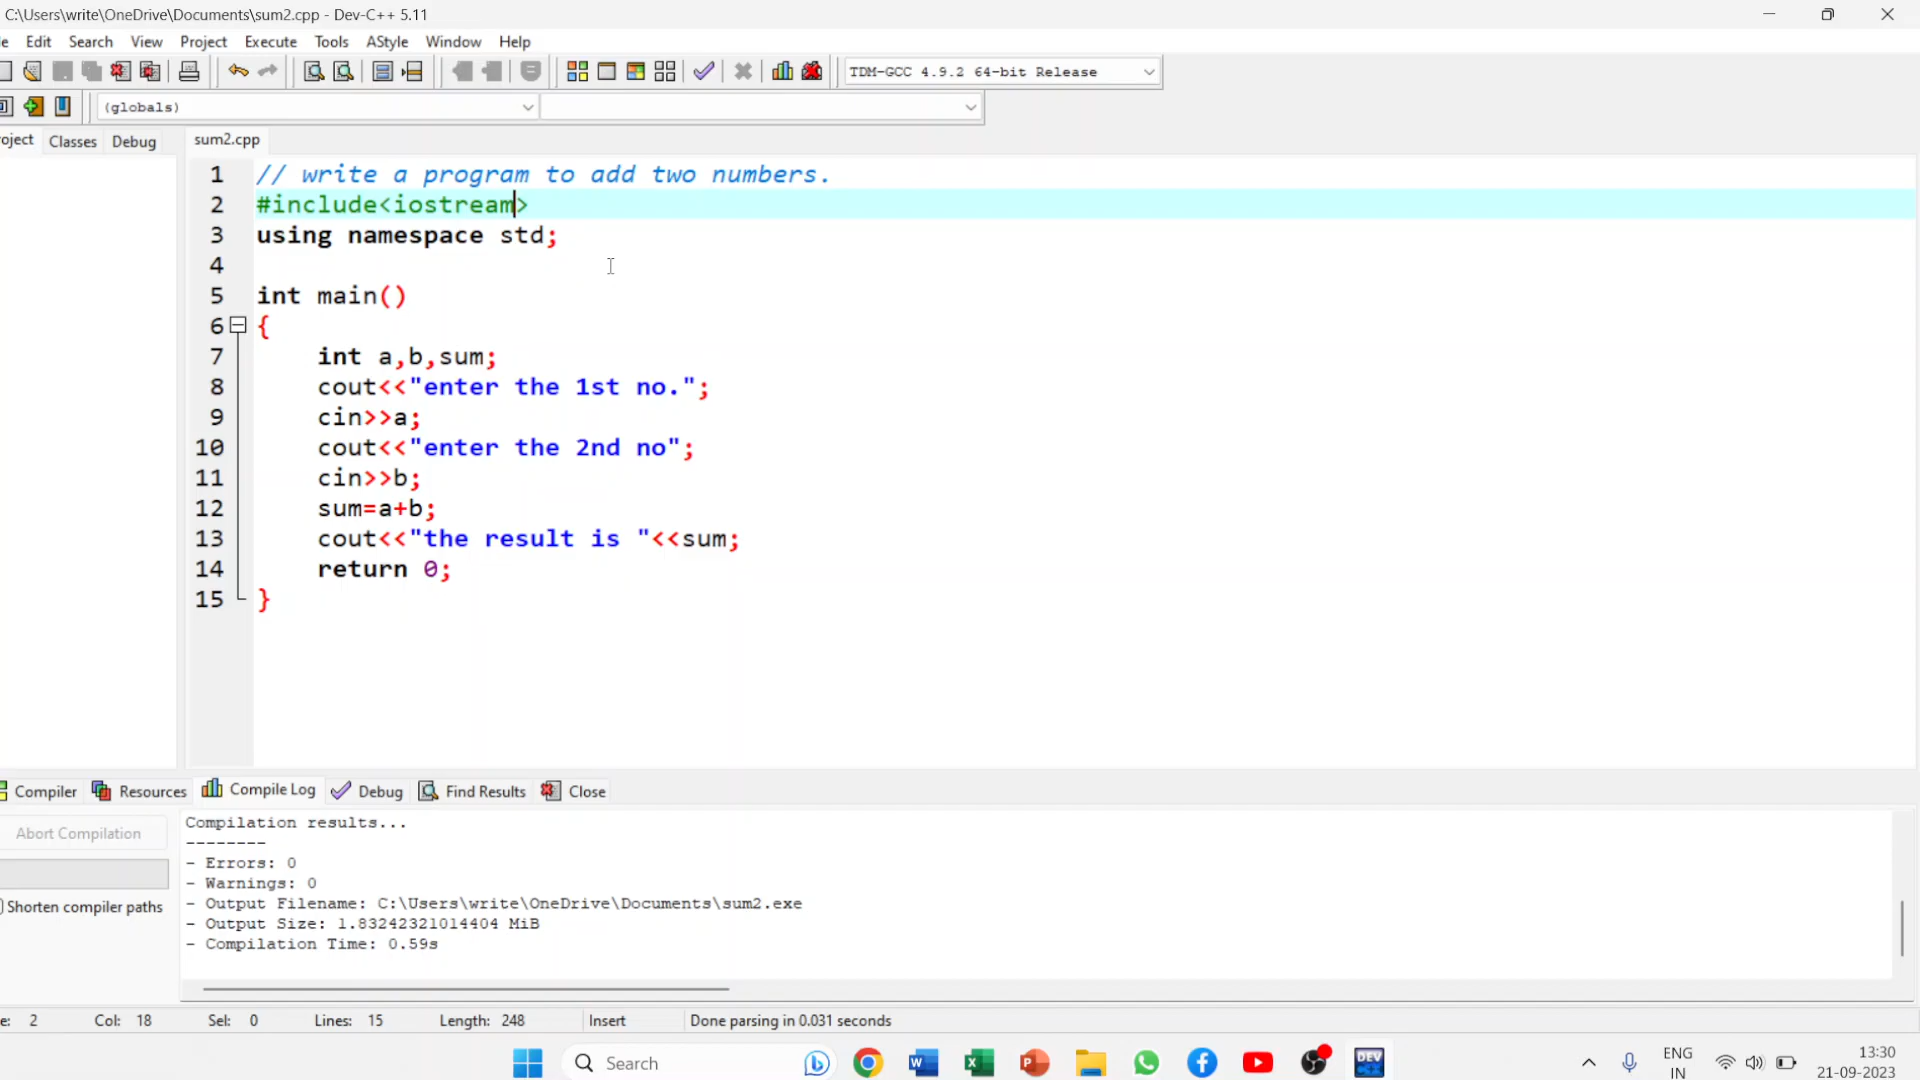 C:\Users\write\OneDrive\Documents\sum2.cpp - Dev-C++ 5.11
e Edit Search View Project Execute Tools AStyle Window Help
TDM-GCC 4.9.2 64-bit Release
(globals)
oject Classes Debug sum2.cpp
1 // write a program to add two numbers.
2 #include<iostream>
3 using namespace std;
4
5 int main()
6 {
7 int a,b,sum;
8 cout<<"enter the 1st no.";
9 cin>>a;
10 cout<<"enter the 2nd no";
11 cin>>b;
12 sum=a+b;
13 cout<<"the result is "<<sum;
14 return 0;
15 }
Compiler Resources Compile Log Debug Find Results Close
Abort Compilation
Shorten compiler paths
Compilation results...
--------
- Errors: 0
- Warnings: 0
- Output Filename: C:\Users\write\OneDrive\Documents\sum2.exe
- Output Size: 1.83242321014404 MiB
- Compilation Time: 0.59s
e: 2 Col: 18 Sel: 0 Lines: 15 Length: 248 Insert Done parsing in 0.031 seconds
Search
DEV
C++
ENG
IN
13:30
21-09-2023